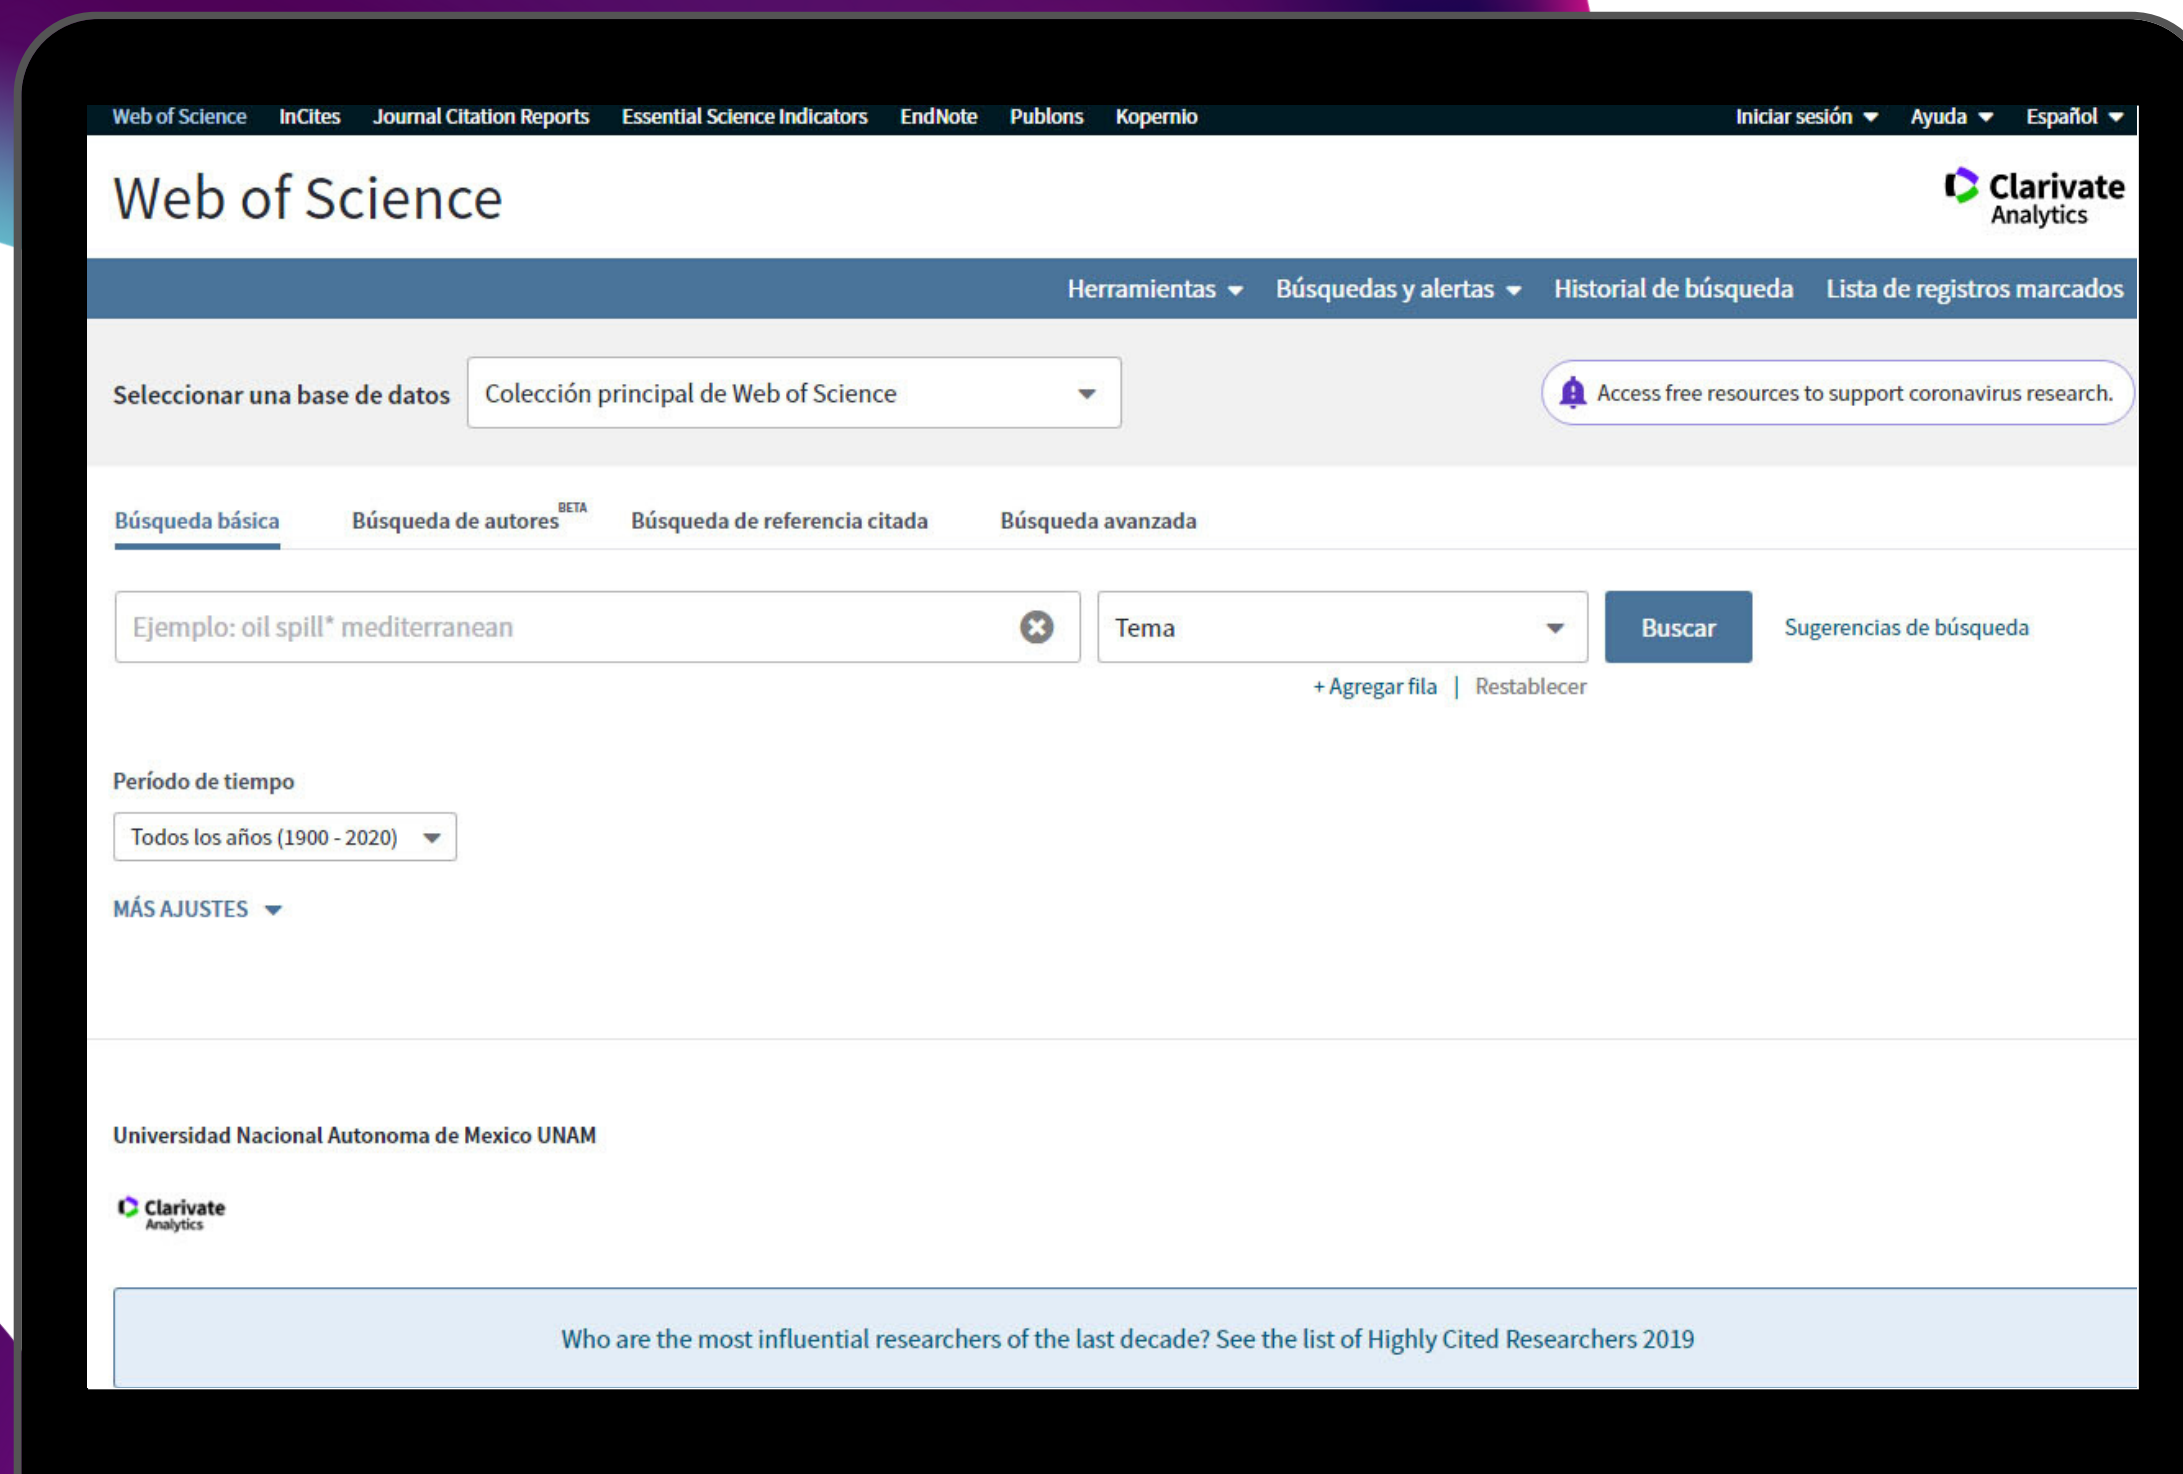 Web of Science InCites Journal Citation Reports Essential Science Indicators EndNote Publons Kopernio Iniciar sesión Ayuda Español
Web of Science
Clarivate
Analytics
Herramientas Búsquedas y alertas Historial de búsqueda Lista de registros marcados
Seleccionar una base de datos Colección principal de Web of Science Access free resources to support coronavirus research.
Búsqueda básica Búsqueda de autores BETA Búsqueda de referencia citada Búsqueda avanzada
Ejemplo: oil spill* mediterranean Tema Buscar Sugerencias de búsqueda
+ Agregar fila | Restablecer
Período de tiempo
Todos los años (1900 - 2020)
MÁS AJUSTES
Universidad Nacional Autonoma de Mexico UNAM
Clarivate
Analytics
Who are the most influential researchers of the last decade? See the list of Highly Cited Researchers 2019